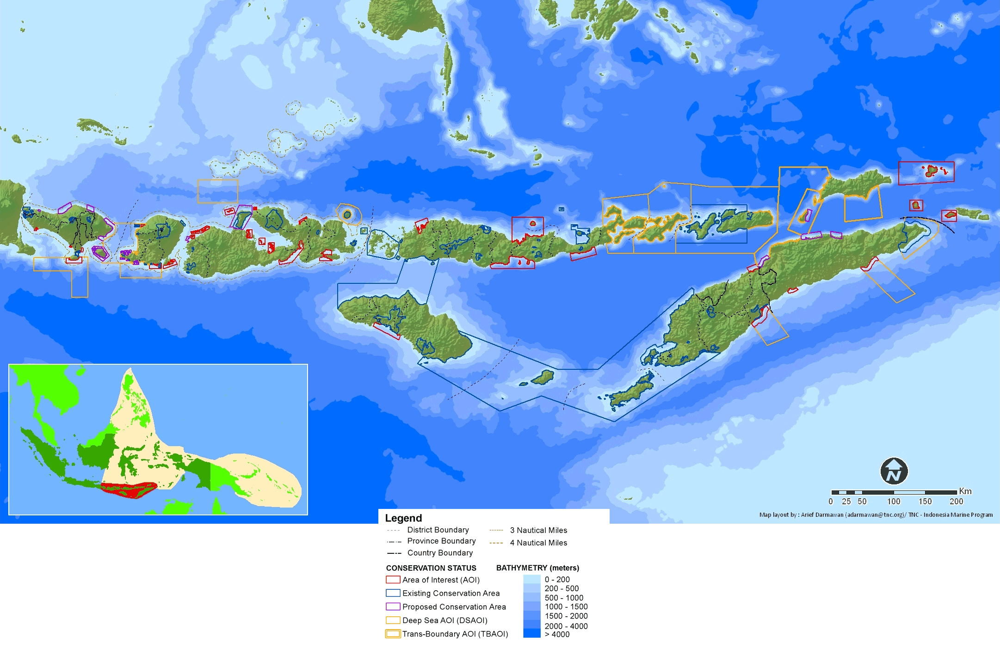 N
Km
0 25 50 100 150 200
Map layout by : Arief Darmawan (adarmawan@tnc.org)/ TNC - Indonesia Marine Program
Legend
District Boundary
Province Boundary
Country Boundary
3 Nautical Miles
4 Nautical Miles
CONSERVATION STATUS
Area of Interest (AOI)
Existing Conservation Area
Proposed Conservation Area
Deep Sea AOI (DSAOI)
Trans-Boundary AOI (TBAOI)
BATHYMETRY (meters)
0 - 200
200 - 500
500 - 1000
1000 - 1500
1500 - 2000
2000 - 4000
> 4000